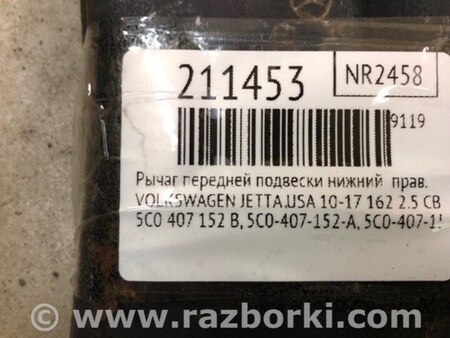 211453 NR2458
9119
Рычаг передней подвески нижний прав.
VOLKSWAGEN JETTA.USA 10-17 162 2.5 CB
5C0 407 152 B, 5C0-407-152-A, 5C0-407-1
www.razborki.com